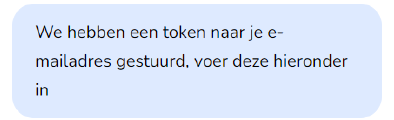 We hebben een token naar je e-
mailadres gestuurd, voer deze hieronder
in